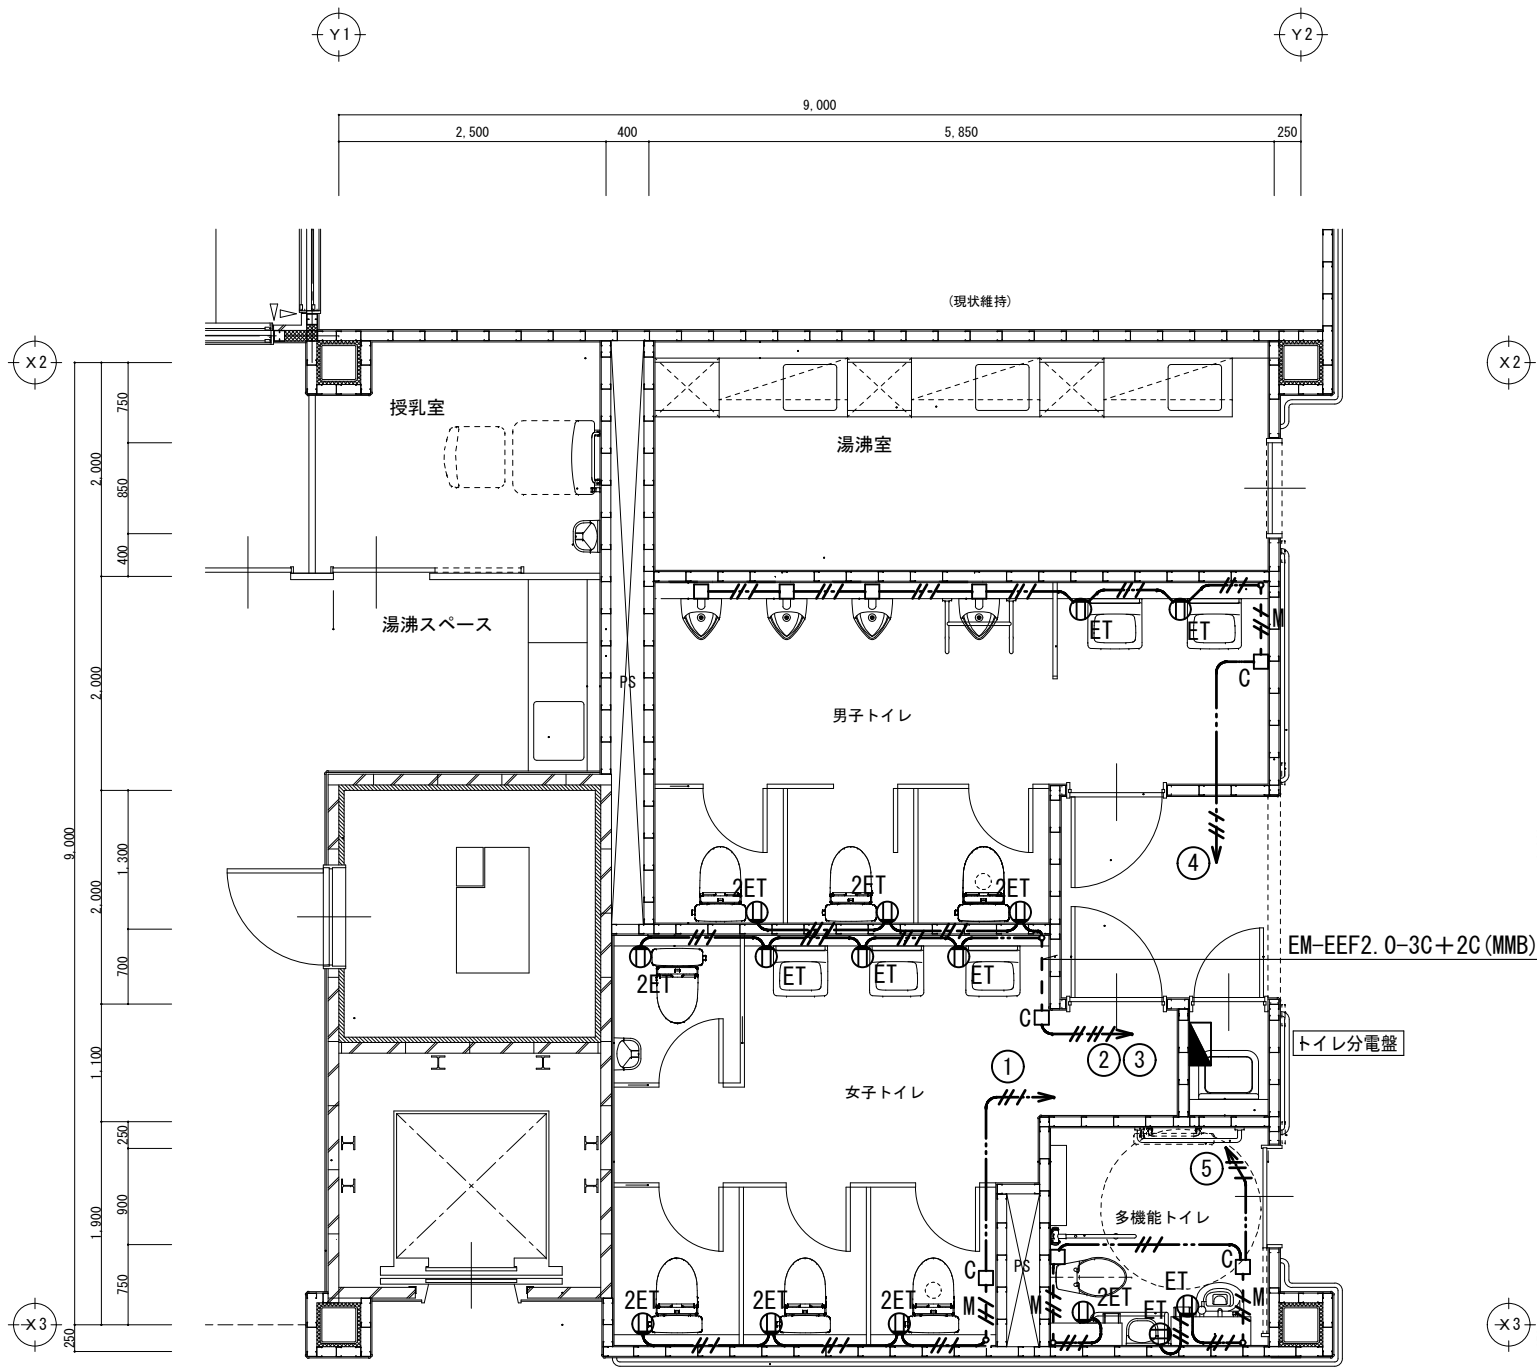 Y1
Y2
9,000
2,500
400
5,850
250
(現状維持)
X2
X2
750
2,000
850
400
授乳室
湯沸室
湯沸スペース
PS
ET
ET
M
C
男子トイレ
2,000
9,000
1,300
2,000
700
2ET
2ET
2ET
④
EM-EEF2.0-3C+2C(MMB)
2ET
ET
ET
ET
C
②③
トイレ分電盤
①
女子トイレ
1,100
250
900
1,900
750
⑤
多機能トイレ
C
PS
C
2ET
2ET
2ET
M
M
2ET
ET
ET
M
X3
X3
250